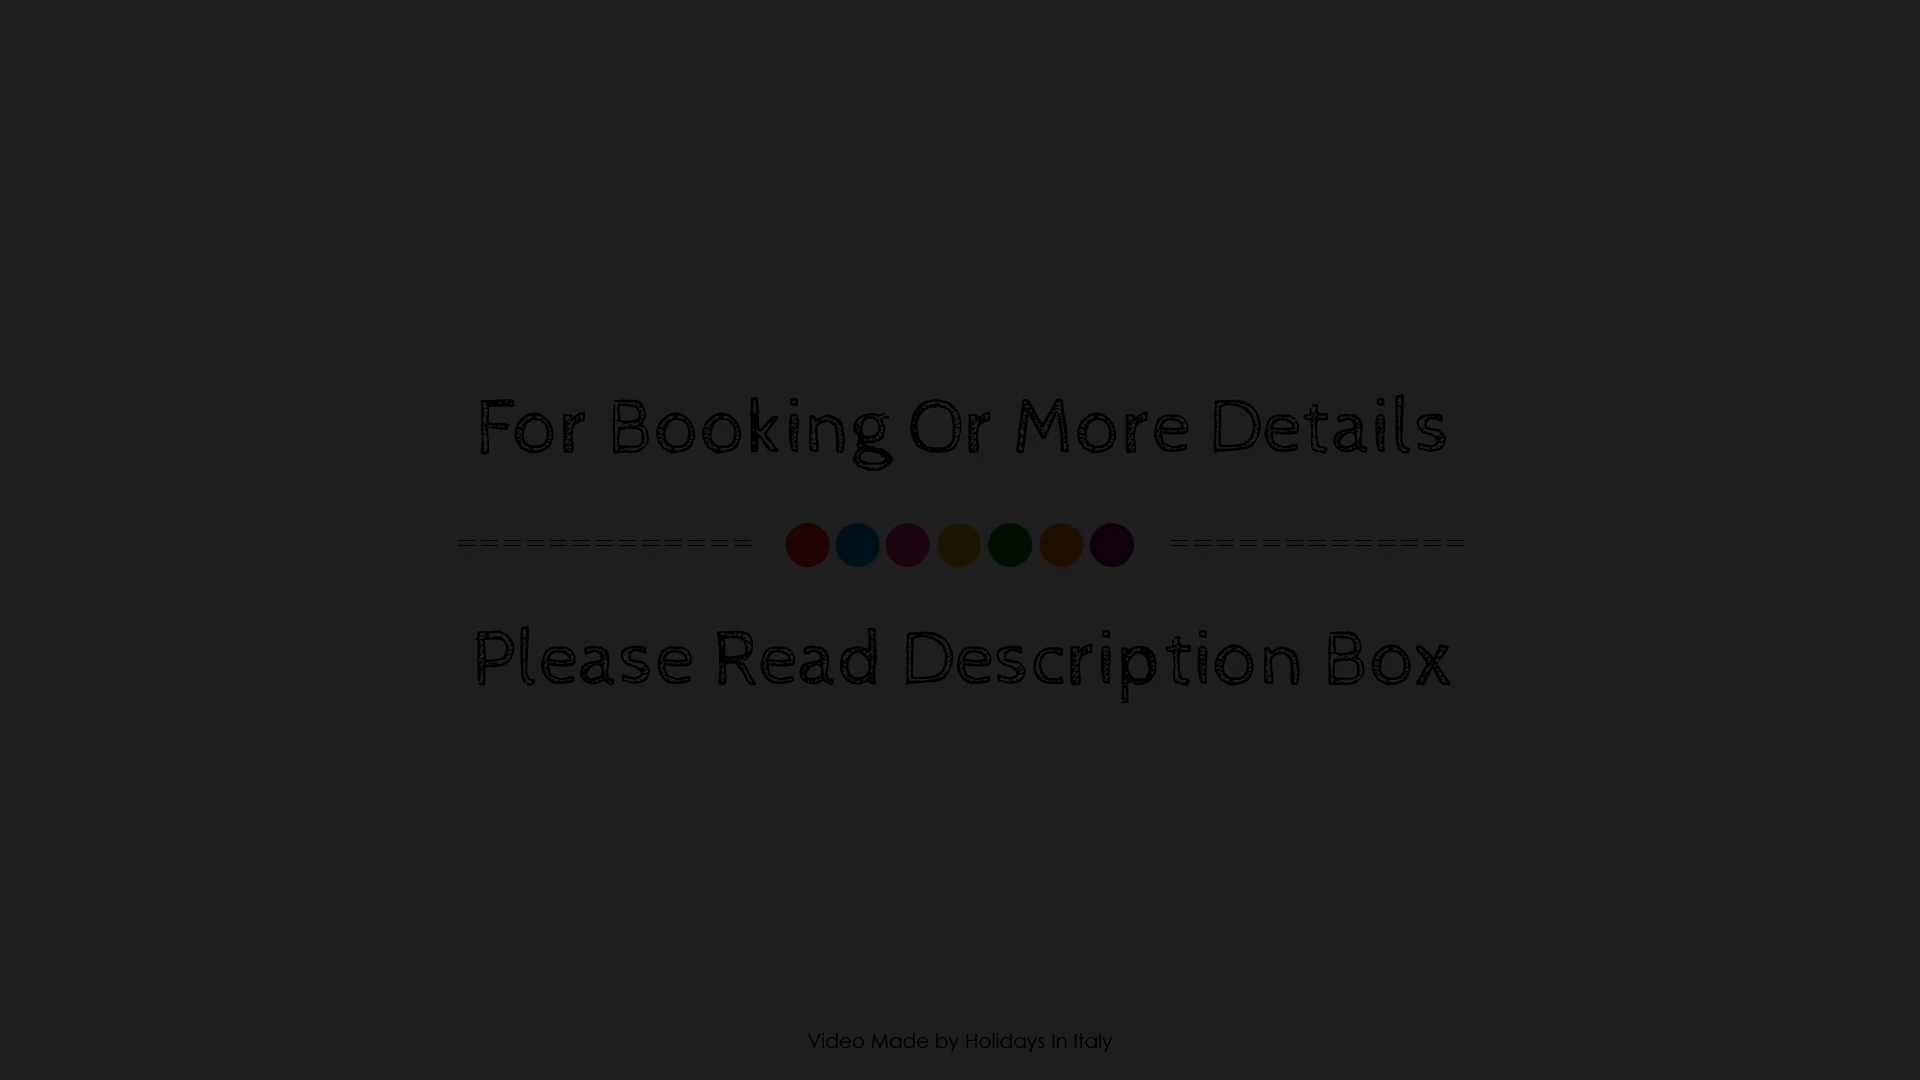 For Booking Or More Details
============= =============
Please Read Description Box
Video Made by Holidays In Italy